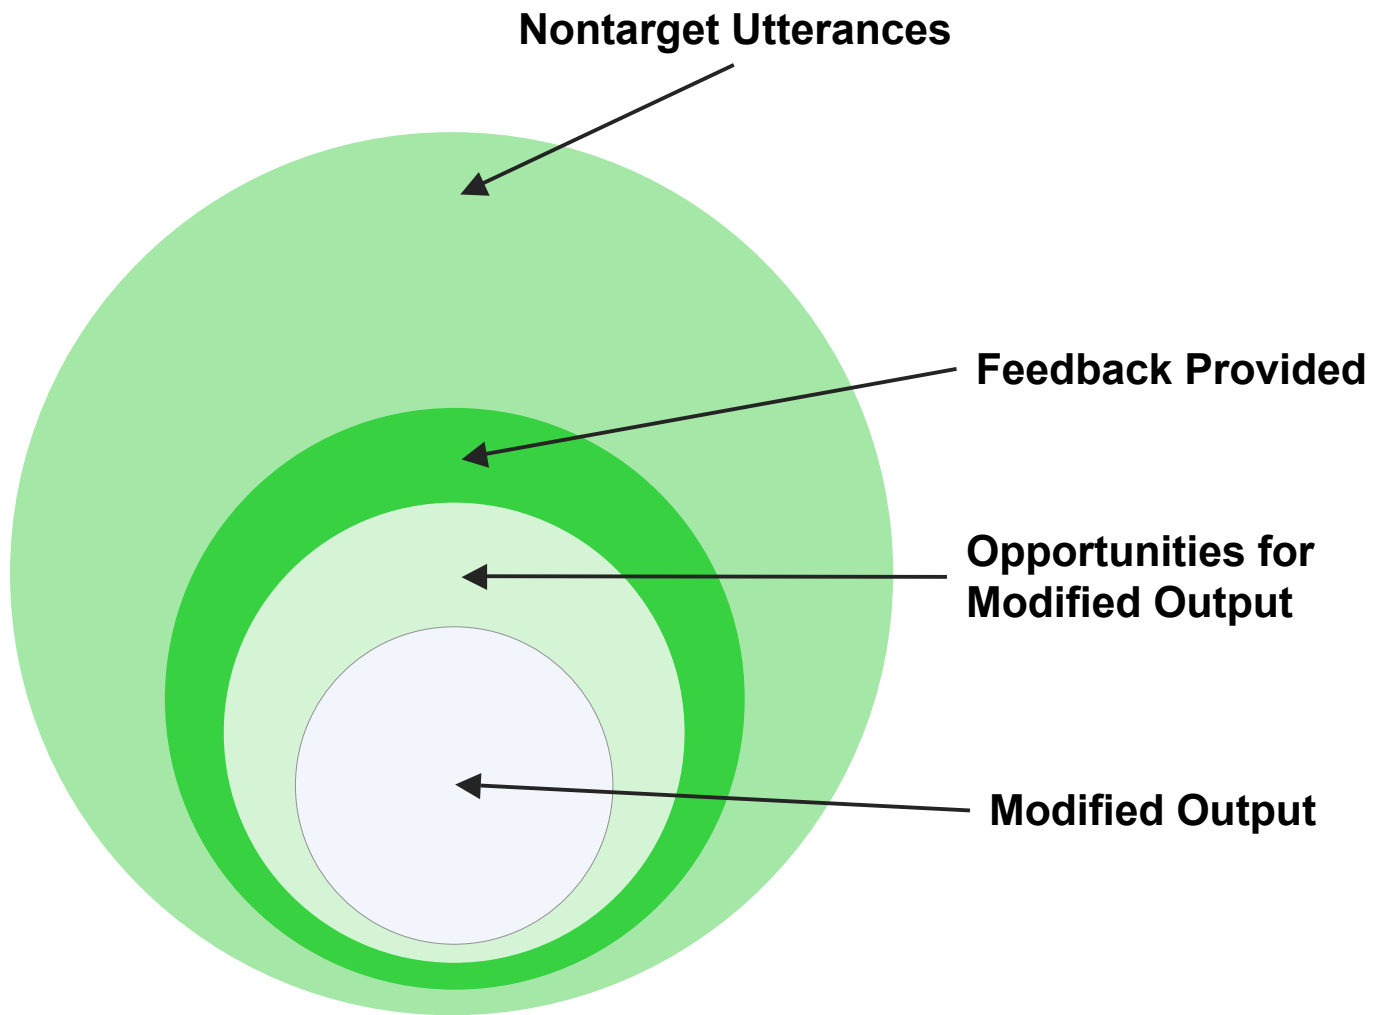 Nontarget Utterances
Feedback Provided
Opportunities for
Modified Output
Modified Output